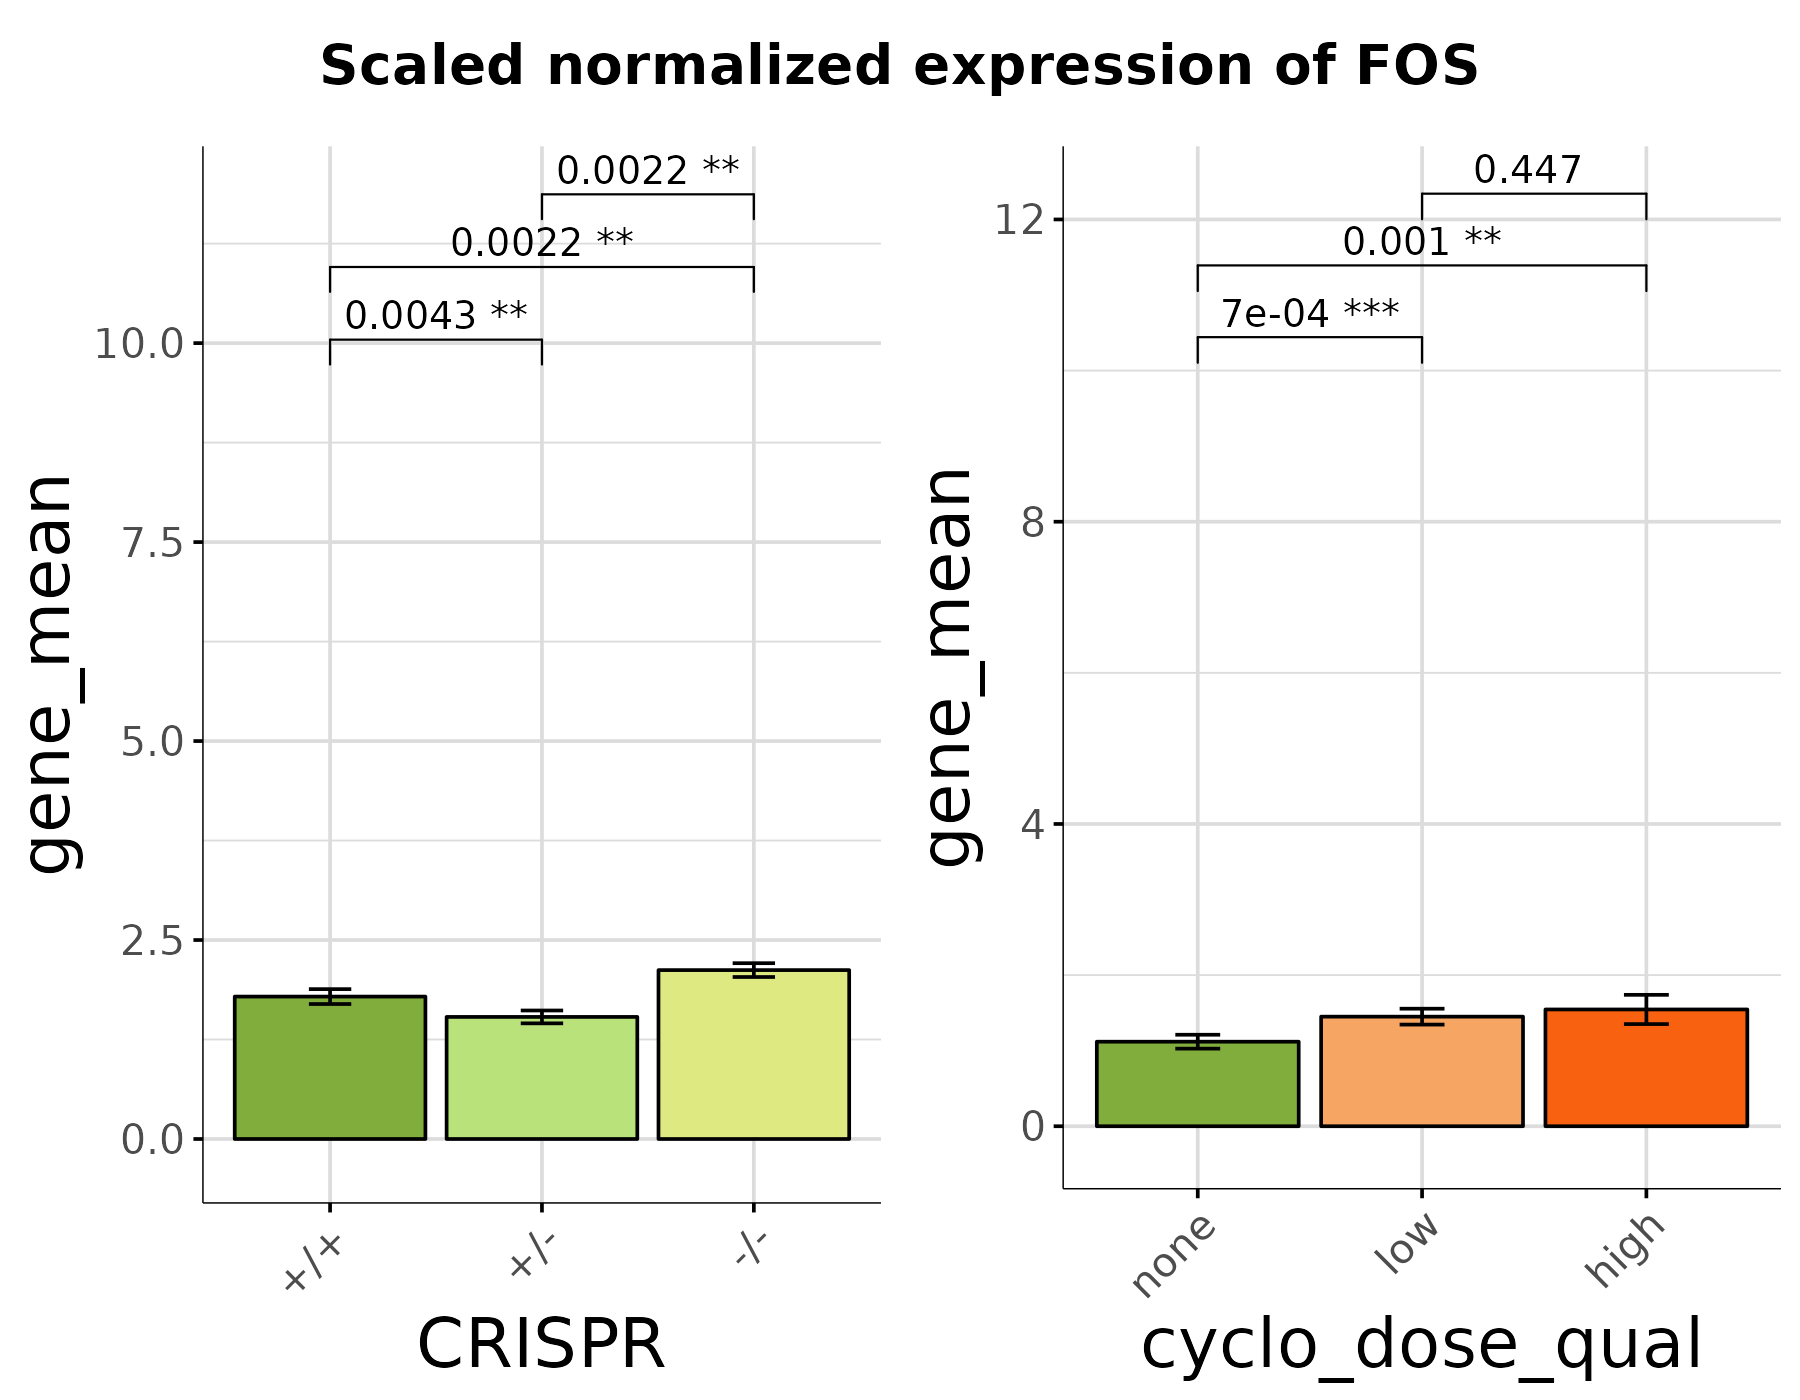 Scaled normalized expression of FOS
gene_mean
10.0
7.5
5.0
2.5
0.0
0.0022 **
0.0022 **
0.0043 **
+/+
+/-
-/-
CRISPR
gene_mean
12
8
4
0
0.447
0.001 **
7e-04 ***
none
low
high
cyclo_dose_qual